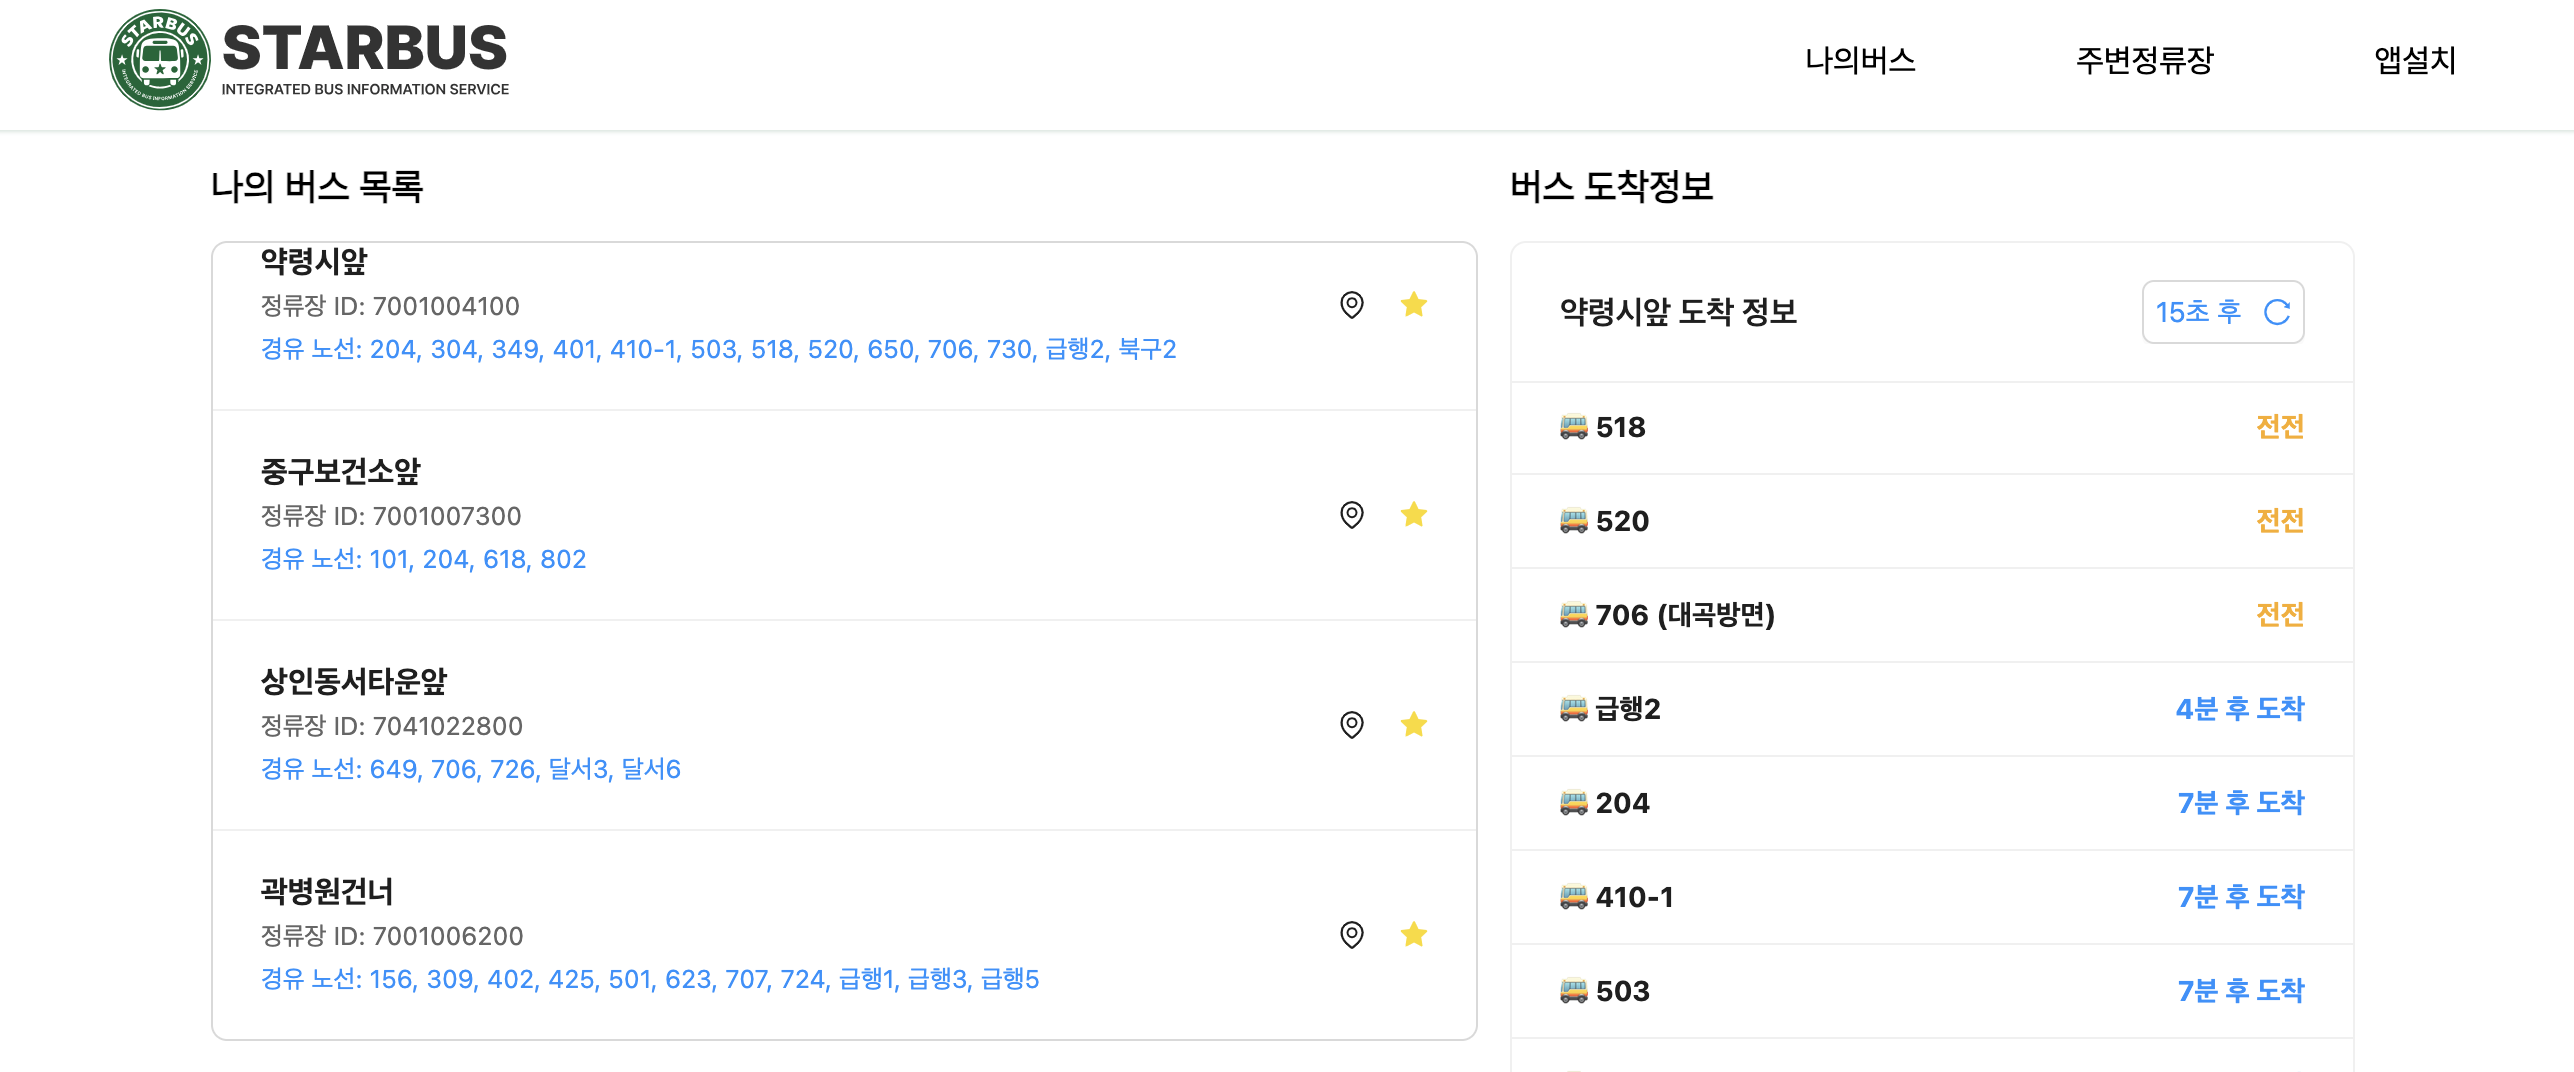 STARBUS
INTEGRATED BUS INFORMATION SERVICE
STARBUS
INTEGRATED BUS INFORMATION SERVICE
나의버스
주변정류장
앱설치
나의 버스 목록
약령시앞
정류장 ID: 7001004100
경유 노선: 204, 304, 349, 401, 410-1, 503, 518, 520, 650, 706, 730, 급행2, 북구2
중구보건소앞
정류장 ID: 7001007300
경유 노선: 101, 204, 618, 802
상인동서타운앞
정류장 ID: 7041022800
경유 노선: 649, 706, 726, 달서3, 달서6
곽병원건너
정류장 ID: 7001006200
경유 노선: 156, 309, 402, 425, 501, 623, 707, 724, 급행1, 급행3, 급행5
버스 도착정보
약령시앞 도착 정보
15초 후
518 전전
520 전전
706 (대곡방면) 전전
급행2 4분 후 도착
204 7분 후 도착
410-1 7분 후 도착
503 7분 후 도착